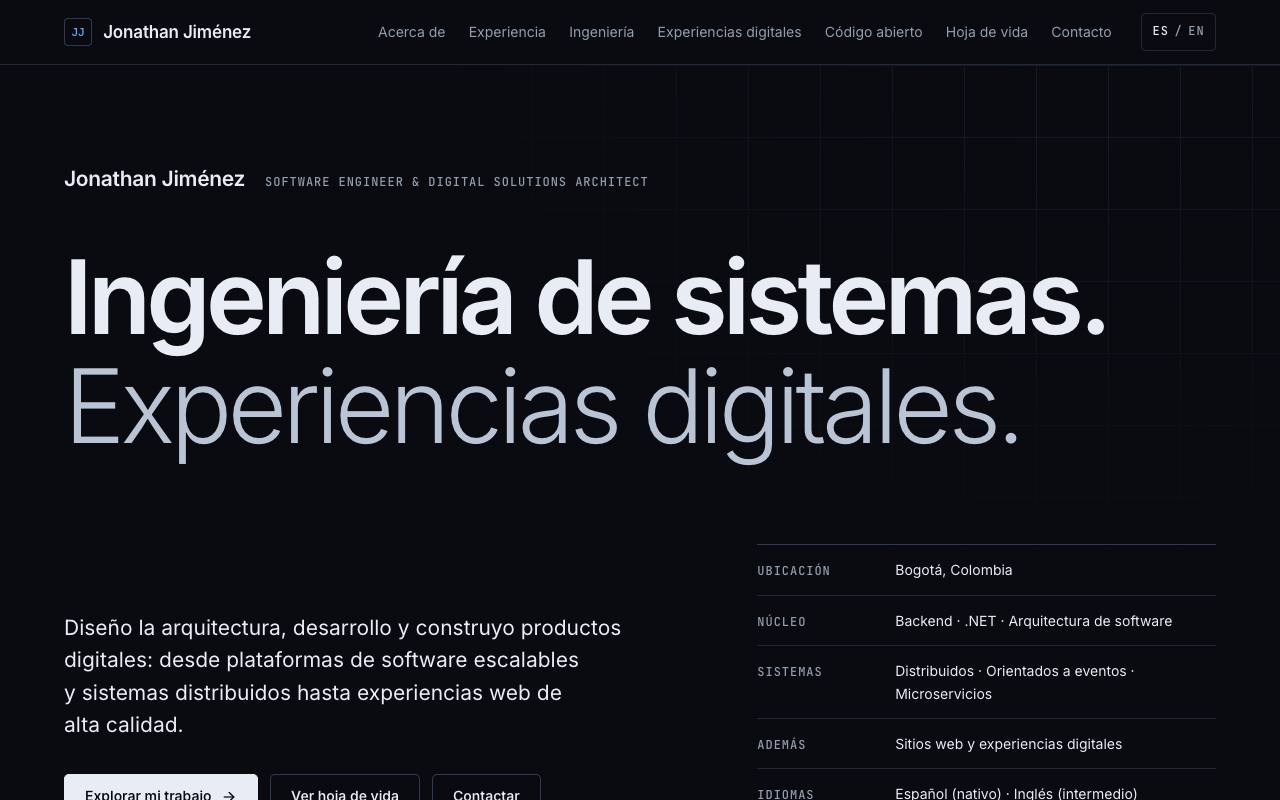 JJ Jonathan Jiménez Acerca de Experiencia Ingeniería Experiencias digitales Código abierto Hoja de vida Contacto ES / EN
Jonathan Jiménez SOFTWARE ENGINEER & DIGITAL SOLUTIONS ARCHITECT
Ingeniería de sistemas.
Experiencias digitales.
Diseño la arquitectura, desarrollo y construyo productos
digitales: desde plataformas de software escalables
y sistemas distribuidos hasta experiencias web de
alta calidad.
Explorar mi trabajo → Ver hoja de vida Contactar
UBICACIÓN Bogotá, Colombia
NÚCLEO Backend · .NET · Arquitectura de software
SISTEMAS Distribuidos · Orientados a eventos ·
Microservicios
ADEMÁS Sitios web y experiencias digitales
IDIOMAS Español (nativo) · Inglés (intermedio)